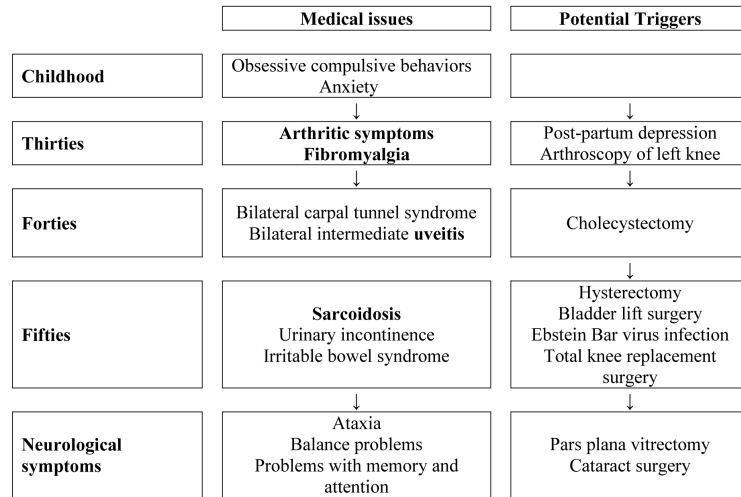 Medical issues
Potential Triggers
Childhood
Obsessive compulsive behaviors
Anxiety
↓
Thirties
Arthritic symptoms
Fibromyalgia
Post-partum depression
Arthroscopy of left knee
↓
↓
Forties
Bilateral carpal tunnel syndrome
Bilateral intermediate uveitis
Cholecystectomy
↓
Fifties
Sarcoidosis
Urinary incontinence
Irritable bowel syndrome
Hysterectomy
Bladder lift surgery
Ebstein Bar virus infection
Total knee replacement
surgery
↓
↓
Neurological
symptoms
Ataxia
Balance problems
Problems with memory and
attention
Pars plana vitrectomy
Cataract surgery